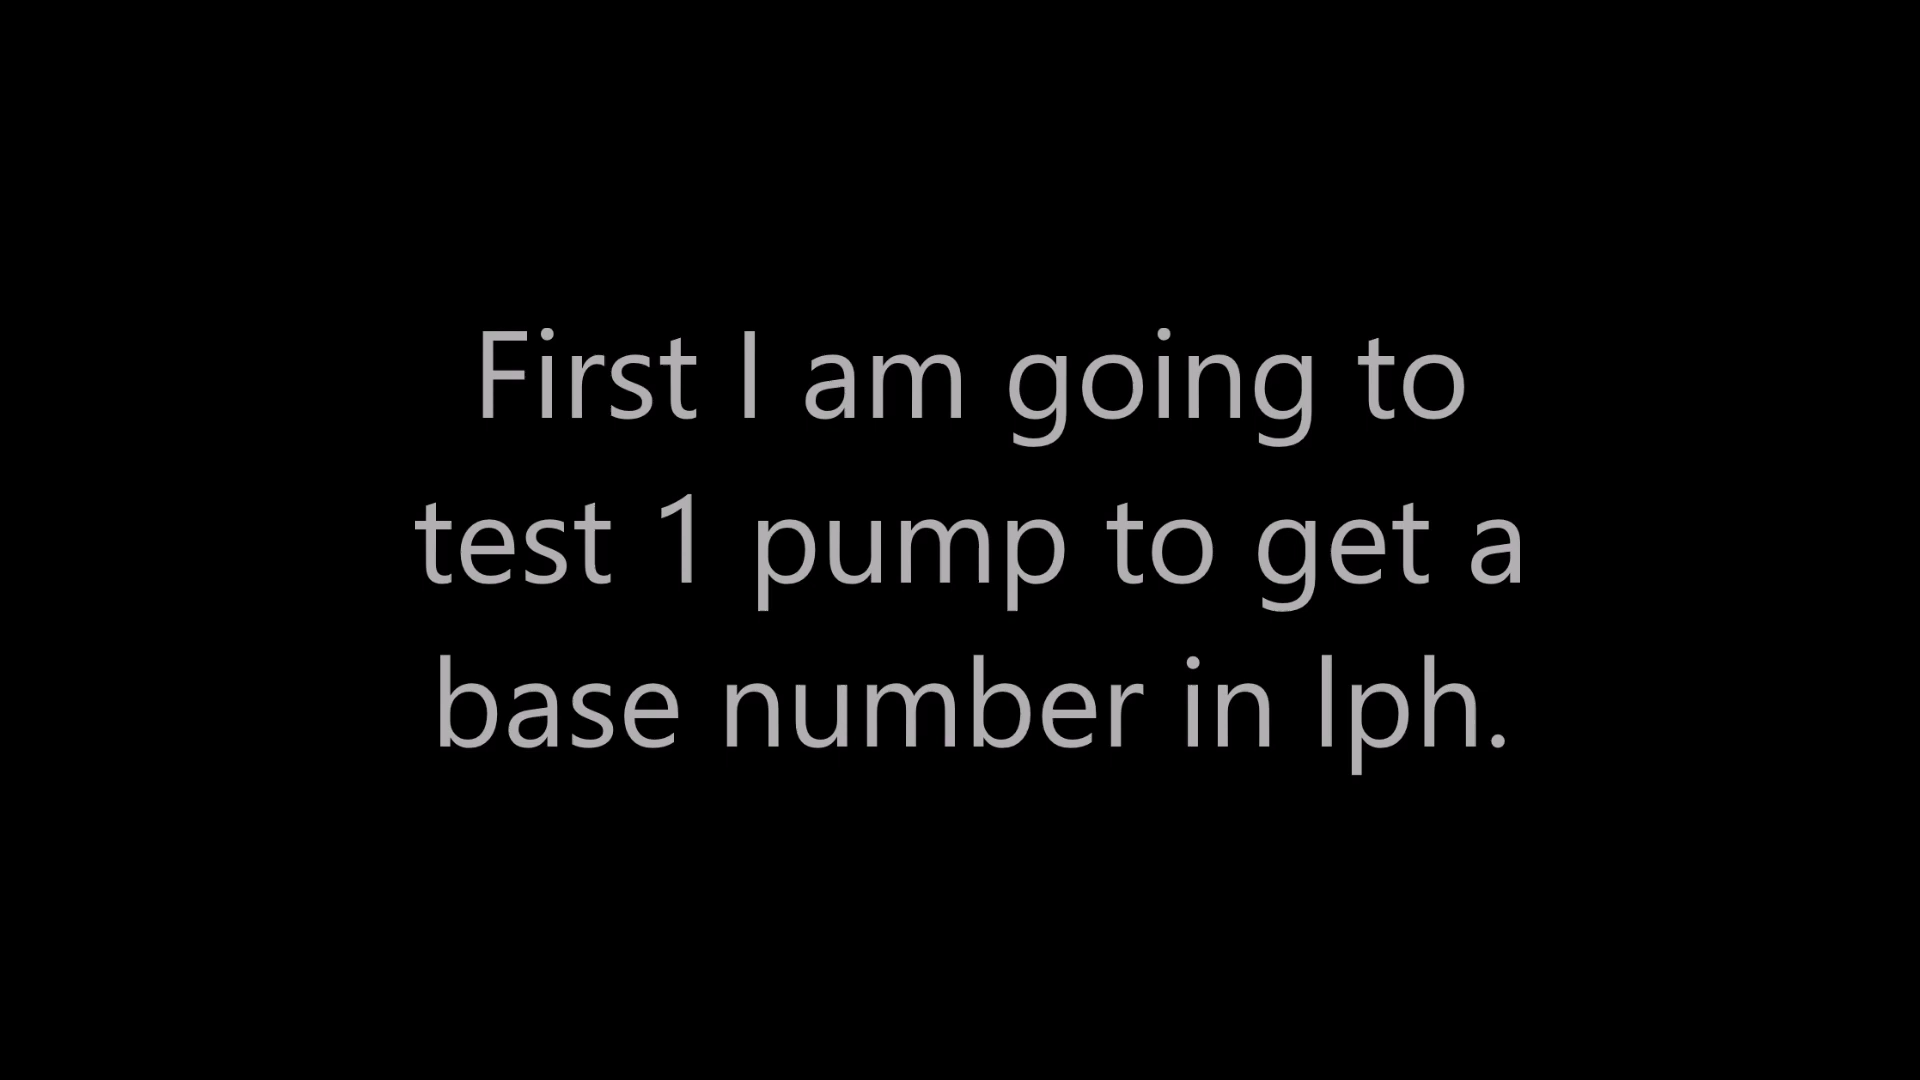 First I am going to
test 1 pump to get a
base number in lph.